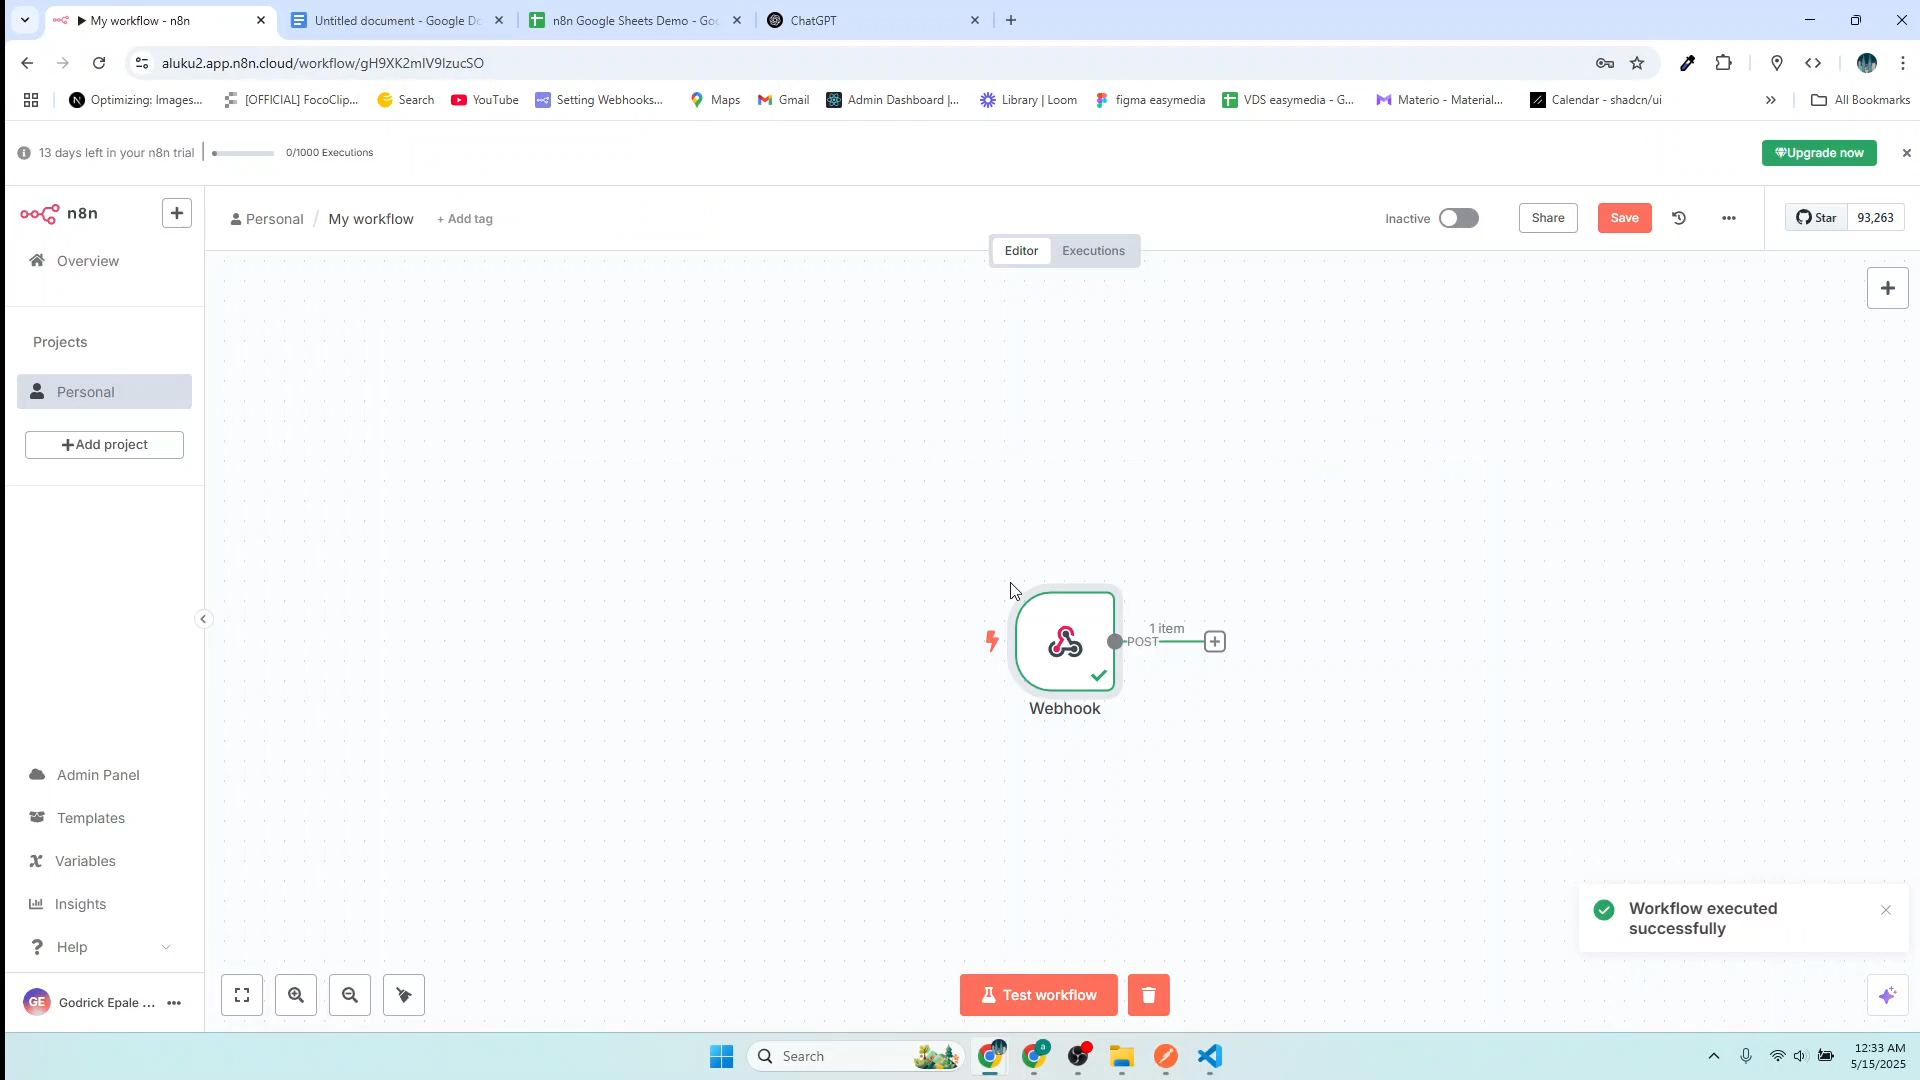 My workflow - n8n
Untitled document - Google De
n8n Google Sheets Demo - Goo
ChatGPT
aluku2.app.n8n.cloud/workflow/gH9XK2mIV9IzucSO
Optimizing: Images...
[OFFICIAL] FocoClip...
Search
YouTube
Setting Webhooks...
Maps
Gmail
Admin Dashboard |...
Library | Loom
figma easymedia
VDS easymedia - G...
Materio - Material...
Calendar - shadcn/ui
All Bookmarks
13 days left in your n8n trial
0/1000 Executions
Upgrade now
n8n
Personal / My workflow + Add tag
Inactive
Share
Save
Star 93,263
Editor
Executions
Overview
Projects
Personal
Add project
1 item
POST
Webhook
Admin Panel
Templates
Variables
Insights
Help
Workflow executed
successfully
GE
Godrick Epale ...
Test workflow
Search
12:33 AM
5/15/2025